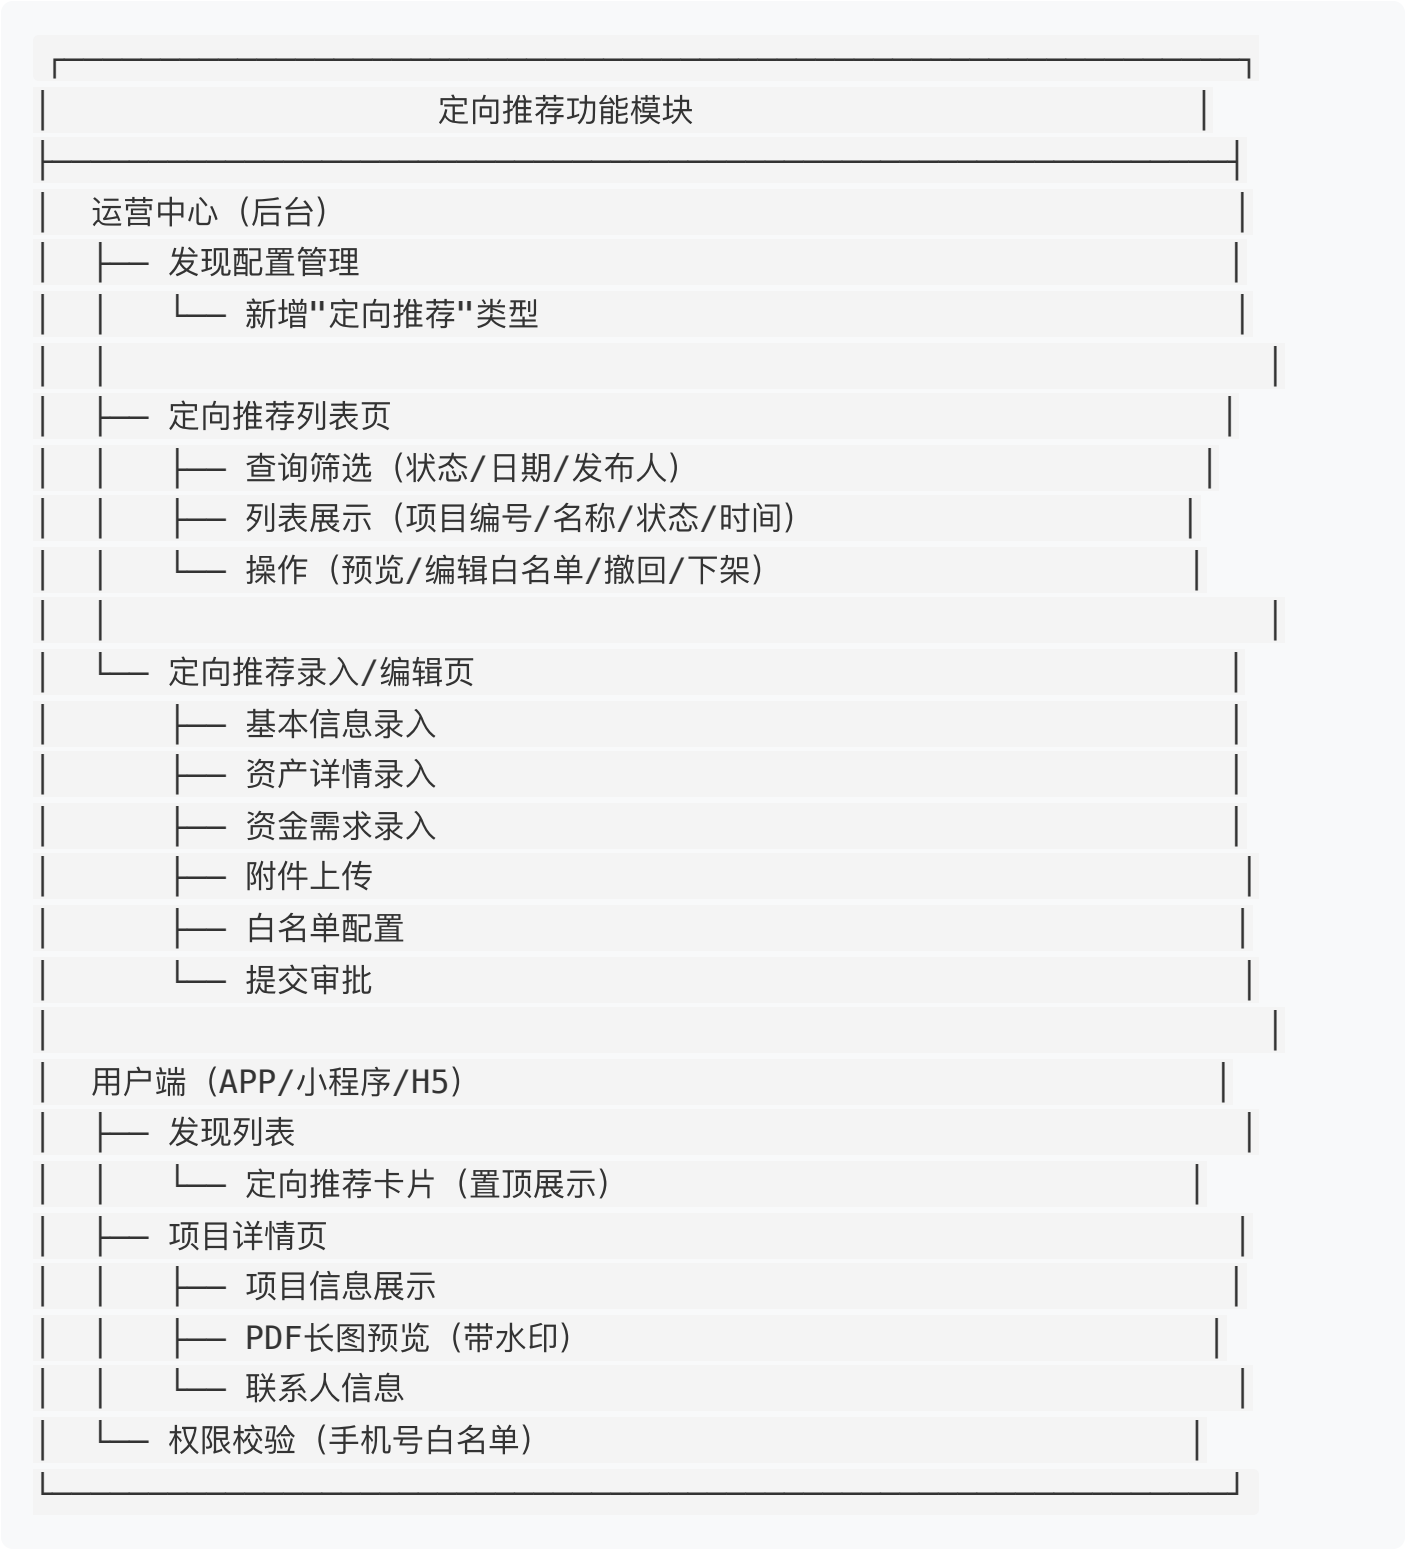 定向推荐功能模块
运营中心（后台）
├── 发现配置管理
│   └── 新增"定向推荐"类型
├── 定向推荐列表页
│   ├── 查询筛选（状态/日期/发布人）
│   ├── 列表展示（项目编号/名称/状态/时间）
│   └── 操作（预览/编辑白名单/撤回/下架）
└── 定向推荐录入/编辑页
    ├── 基本信息录入
    ├── 资产详情录入
    ├── 资金需求录入
    ├── 附件上传
    ├── 白名单配置
    └── 提交审批
用户端（APP/小程序/H5）
├── 发现列表
│   └── 定向推荐卡片（置顶展示）
├── 项目详情页
│   ├── 项目信息展示
│   ├── PDF长图预览（带水印）
│   └── 联系人信息
└── 权限校验（手机号白名单）